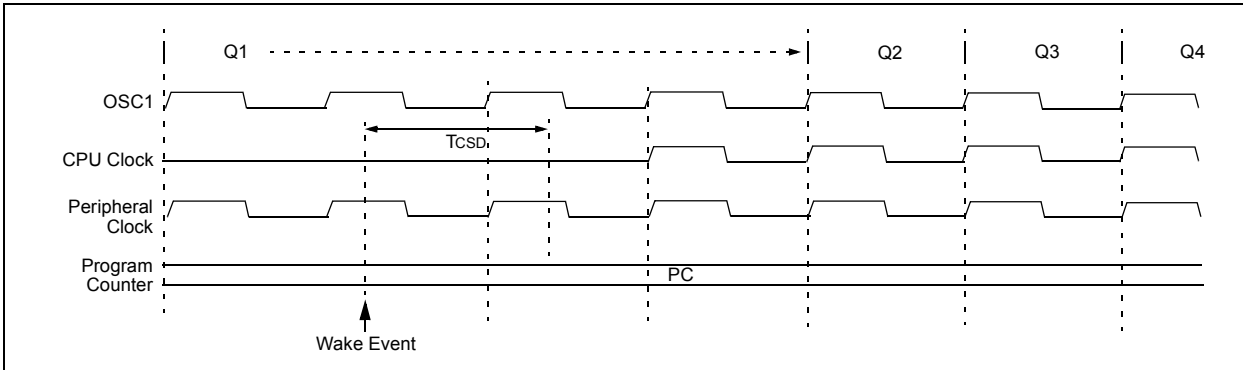 Q1
Q2
Q3
Q4
OSC1
TCSD
CPU Clock
Peripheral
Clock
Program
Counter
PC
Wake Event